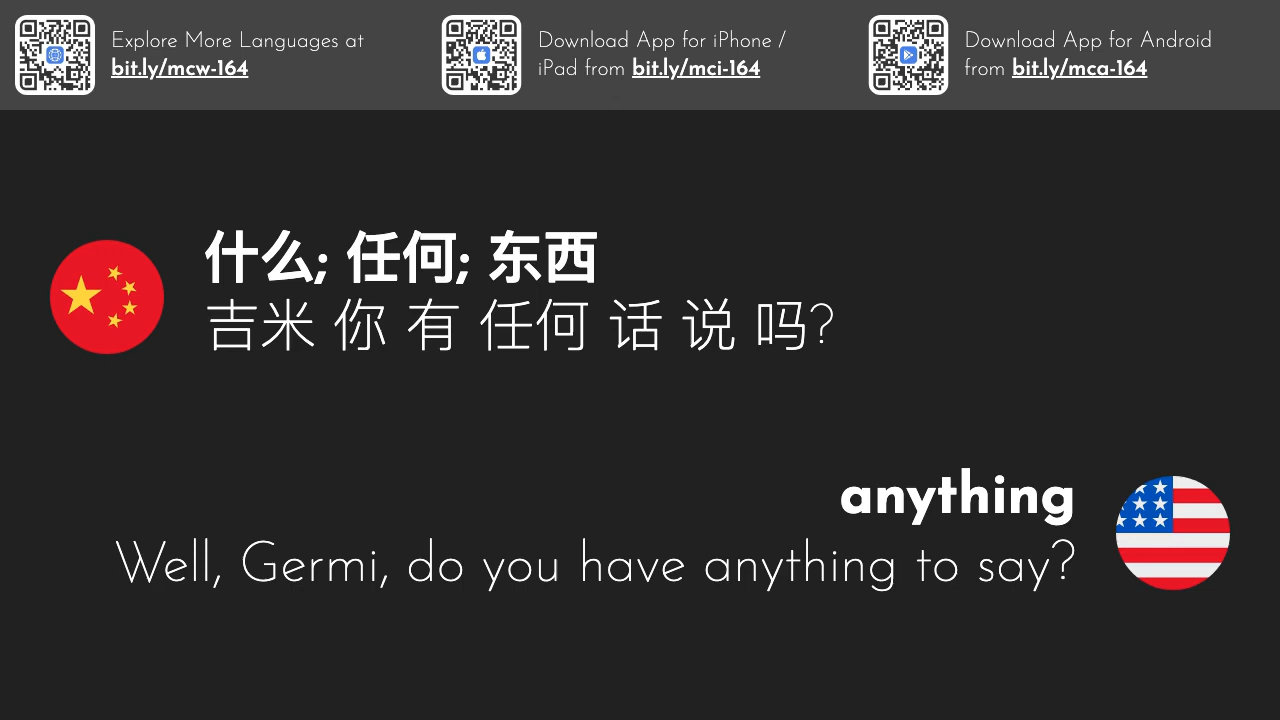 Explore More Languages at
bit.ly/mcw-164
Download App for iPhone /
iPad from bit.ly/mci-164
Download App for Android
from bit.ly/mca-164
什么; 任何; 东西
吉米 你 有 任何 话 说 吗?
anything
Well, Germi, do you have anything to say?